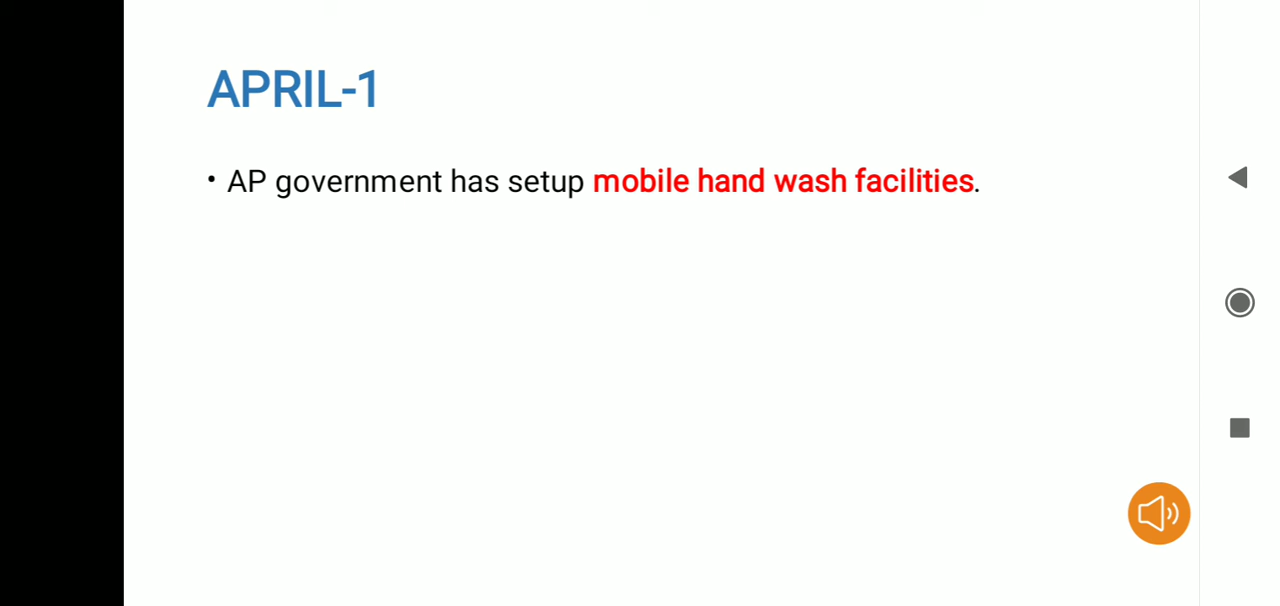 APRIL-1
• AP government has setup mobile hand wash facilities.